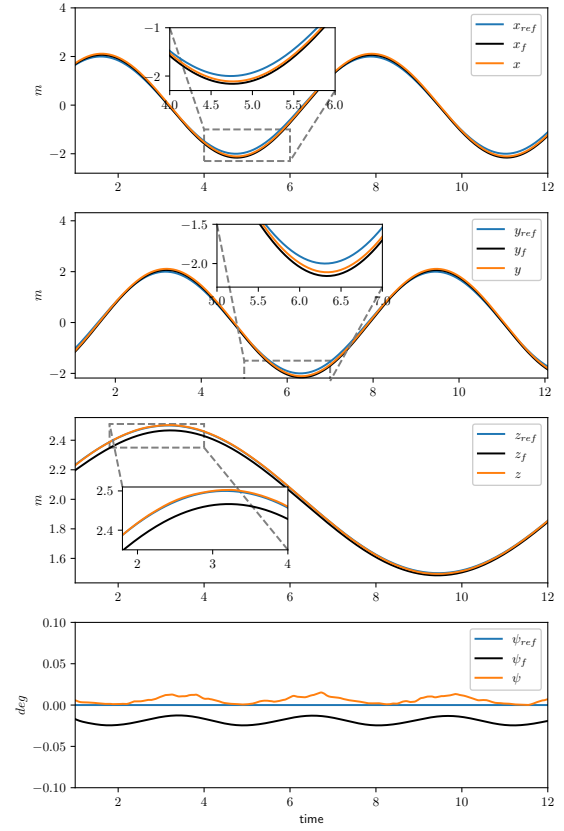 4
2
0
−2
m
−1
−2
4.0 4.5 5.0 5.5 6.0
x_ref
x_f
x
2 4 6 8 10 12
4
2
0
−2
m
−1.5
−2.0
5.0 5.5 6.0 6.5 7.0
y_ref
y_f
y
2 4 6 8 10 12
2.4
2.2
2.0
1.8
1.6
m
2.5
2.4
2 3 4
z_ref
z_f
z
2 4 6 8 10 12
0.10
0.05
0.00
−0.05
−0.10
deg
ψ_ref
ψ_f
ψ
2 4 6 8 10 12
time